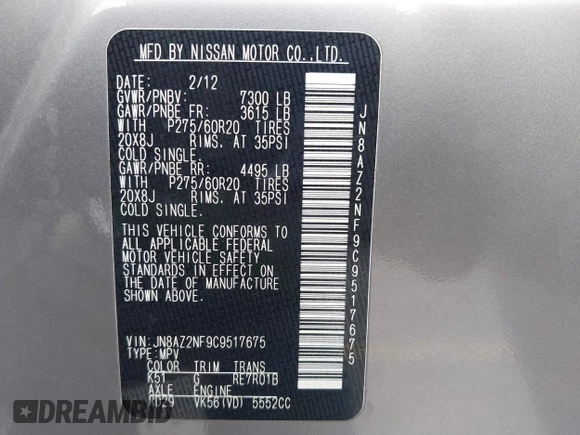 MFD BY NISSAN MOTOR CO.,LTD.
DATE: 2/12
GVWR/PNBV: 7300 LB
GAWR/PNBE FR: 3615 LB
WITH P275/60R20 TIRES
20X8J RIMS. AT 35PSI
COLD SINGLE.
GAWR/PNBE RR: 4495 LB
WITH P275/60R20 TIRES
20X8J RIMS. AT 35PSI
COLD SINGLE.
THIS VEHICLE CONFORMS TO
ALL APPLICABLE FEDERAL
MOTOR VEHICLE SAFETY
STANDARDS IN EFFECT ON
THE DATE OF MANUFACTURE
SHOWN ABOVE.
VIN: JN8AZ2NF9C9517675
TYPE: MPV
COLOR TRIM TRANS
K51 G RE7R01B
AXLE ENGINE
VK56(VD) 5552CC
JN8AZ2NF9C9517675
DREAMBID